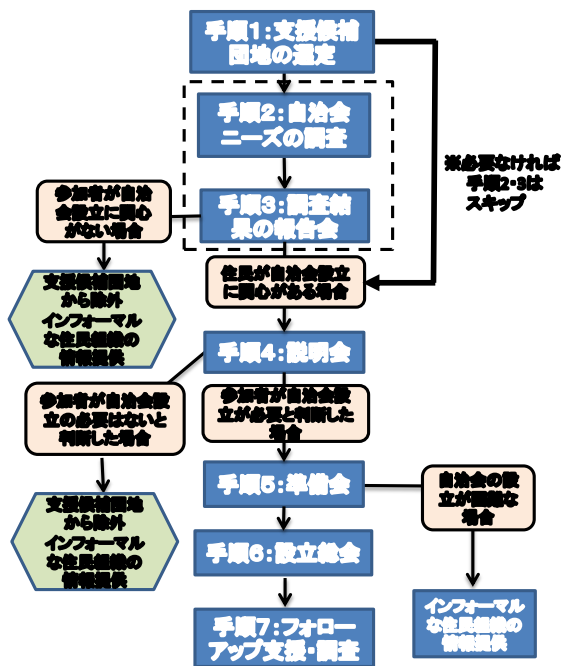 手順1：支援候補
団地の選定
手順2：自治会
ニーズの調査
※必要なければ
手順2・3は
スキップ
手順3：調査結
果の報告会
参加者が自治
会設立に関心
がない場合
住民が自治会設立
に関心がある場合
支援候補団地
から除外
インフォーマル
な住民組織の
情報提供
手順4：説明会
参加者が自治会設
立の必要はないと
判断した場合
参加者が自治会設
立が必要と判断した
場合
手順5：準備会
自治会の設
立が困難な
場合
支援候補団地
から除外
インフォーマル
な住民組織の
情報提供
手順6：設立総会
手順7：フォロー
アップ支援・調査
インフォーマル
な住民組織の
情報提供